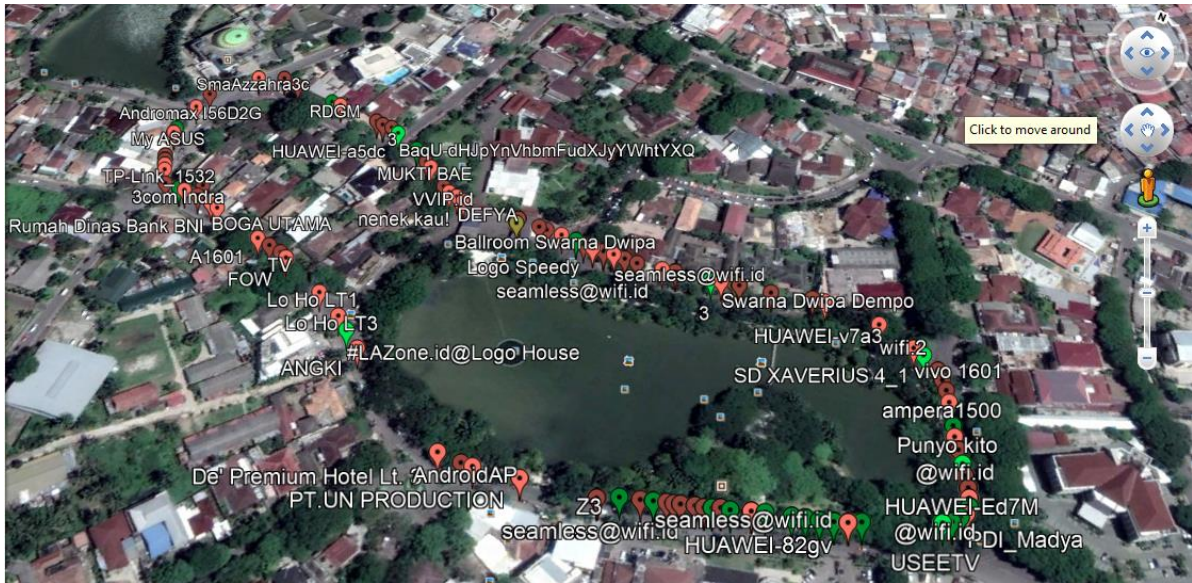 N
SmaAzzahra3c
Andromax I56D2G
RDGM
Click to move around
My ASUS
3
HUAWEI-a5dc
BaqU-dHJpYnVhbmFudXJyYWhtYXQ
TP-Link_1532
MUKTI BAE
3com Indra
VVIP id
nenek kau!
DEFYA
Rumah Dinas Bank BNI
BOGA UTAMA
Ballroom Swarna Dwipa
A1601
TV
Logo Speedy
seamless@wifi.id
FOW
seamless@wifi.id
Lo Ho LT1
Swarna Dwipa Dempo
3
Lo Ho LT3
HUAWEI-v7a3
wifi.2
#LAZone.id@Logo House
ANGKI
SD XAVERIUS 4_1
vivo 1601
ampera1500
Punyo kito
@wifi.id
De' Premium Hotel Lt.
AndroidAP
PT.UN PRODUCTION
Z3
HUAWEI-Ed7M
seamless@wifi.id
seamless@wifi.id
@wifi.id
PDI_Madya
HUAWEI-82gv
USEETV